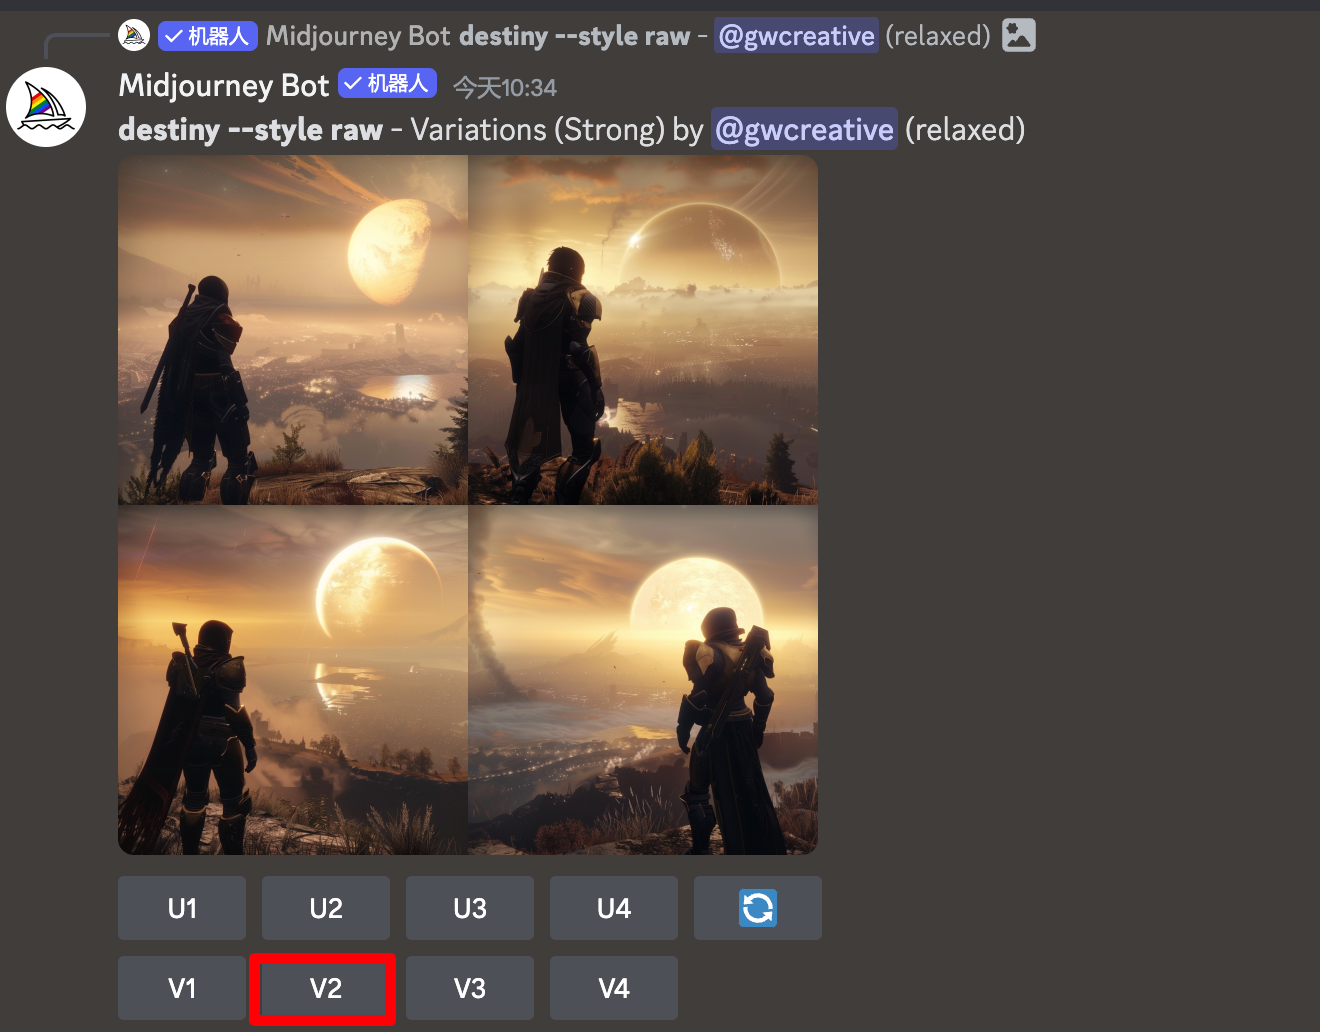 机器人 Midjourney Bot destiny --style raw - @gwcreative (relaxed)
Midjourney Bot 机器人 今天10:34
destiny --style raw - Variations (Strong) by @gwcreative (relaxed)
U1 U2 U3 U4
V1 V2 V3 V4